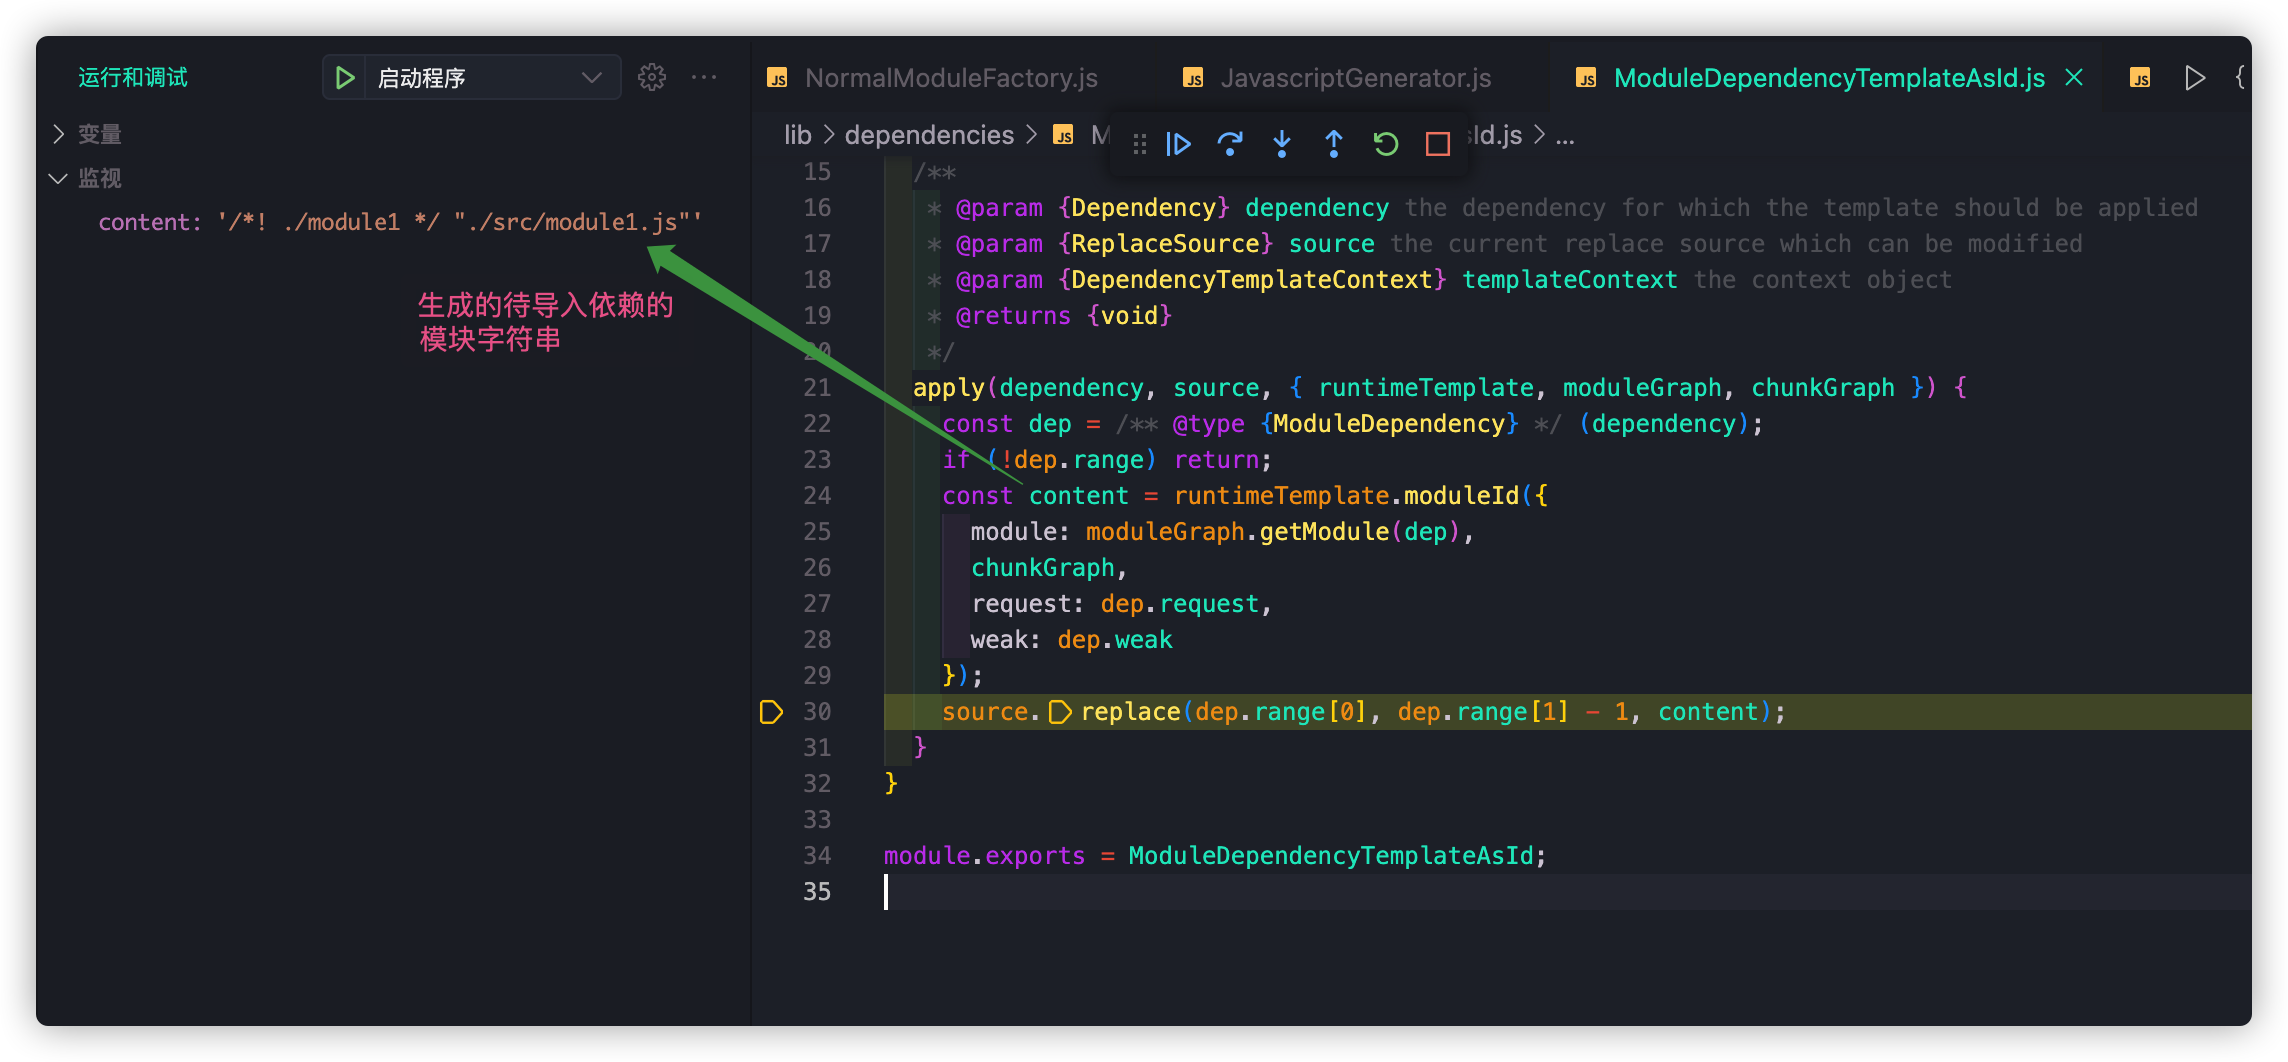 运行和调试
启动程序
变量
监视
content: '/*! ./module1 */ "./src/module1.js"'
生成的待导入依赖的
模块字符串
JS NormalModuleFactory.js
JS JavascriptGenerator.js
JS ModuleDependencyTemplateAsId.js
JS
{
lib > dependencies > JS M
sId.js > ...
15 /**
16 * @param {Dependency} dependency the dependency for which the template should be applied
17 * @param {ReplaceSource} source the current replace source which can be modified
18 * @param {DependencyTemplateContext} templateContext the context object
19 * @returns {void}
20 */
21 apply(dependency, source, { runtimeTemplate, moduleGraph, chunkGraph }) {
22 const dep = /** @type {ModuleDependency} */ (dependency);
23 if (!dep.range) return;
24 const content = runtimeTemplate.moduleId({
25 module: moduleGraph.getModule(dep),
26 chunkGraph,
27 request: dep.request,
28 weak: dep.weak
29 });
30 source.replace(dep.range[0], dep.range[1] - 1, content);
31 }
32 }
33
34 module.exports = ModuleDependencyTemplateAsId;
35